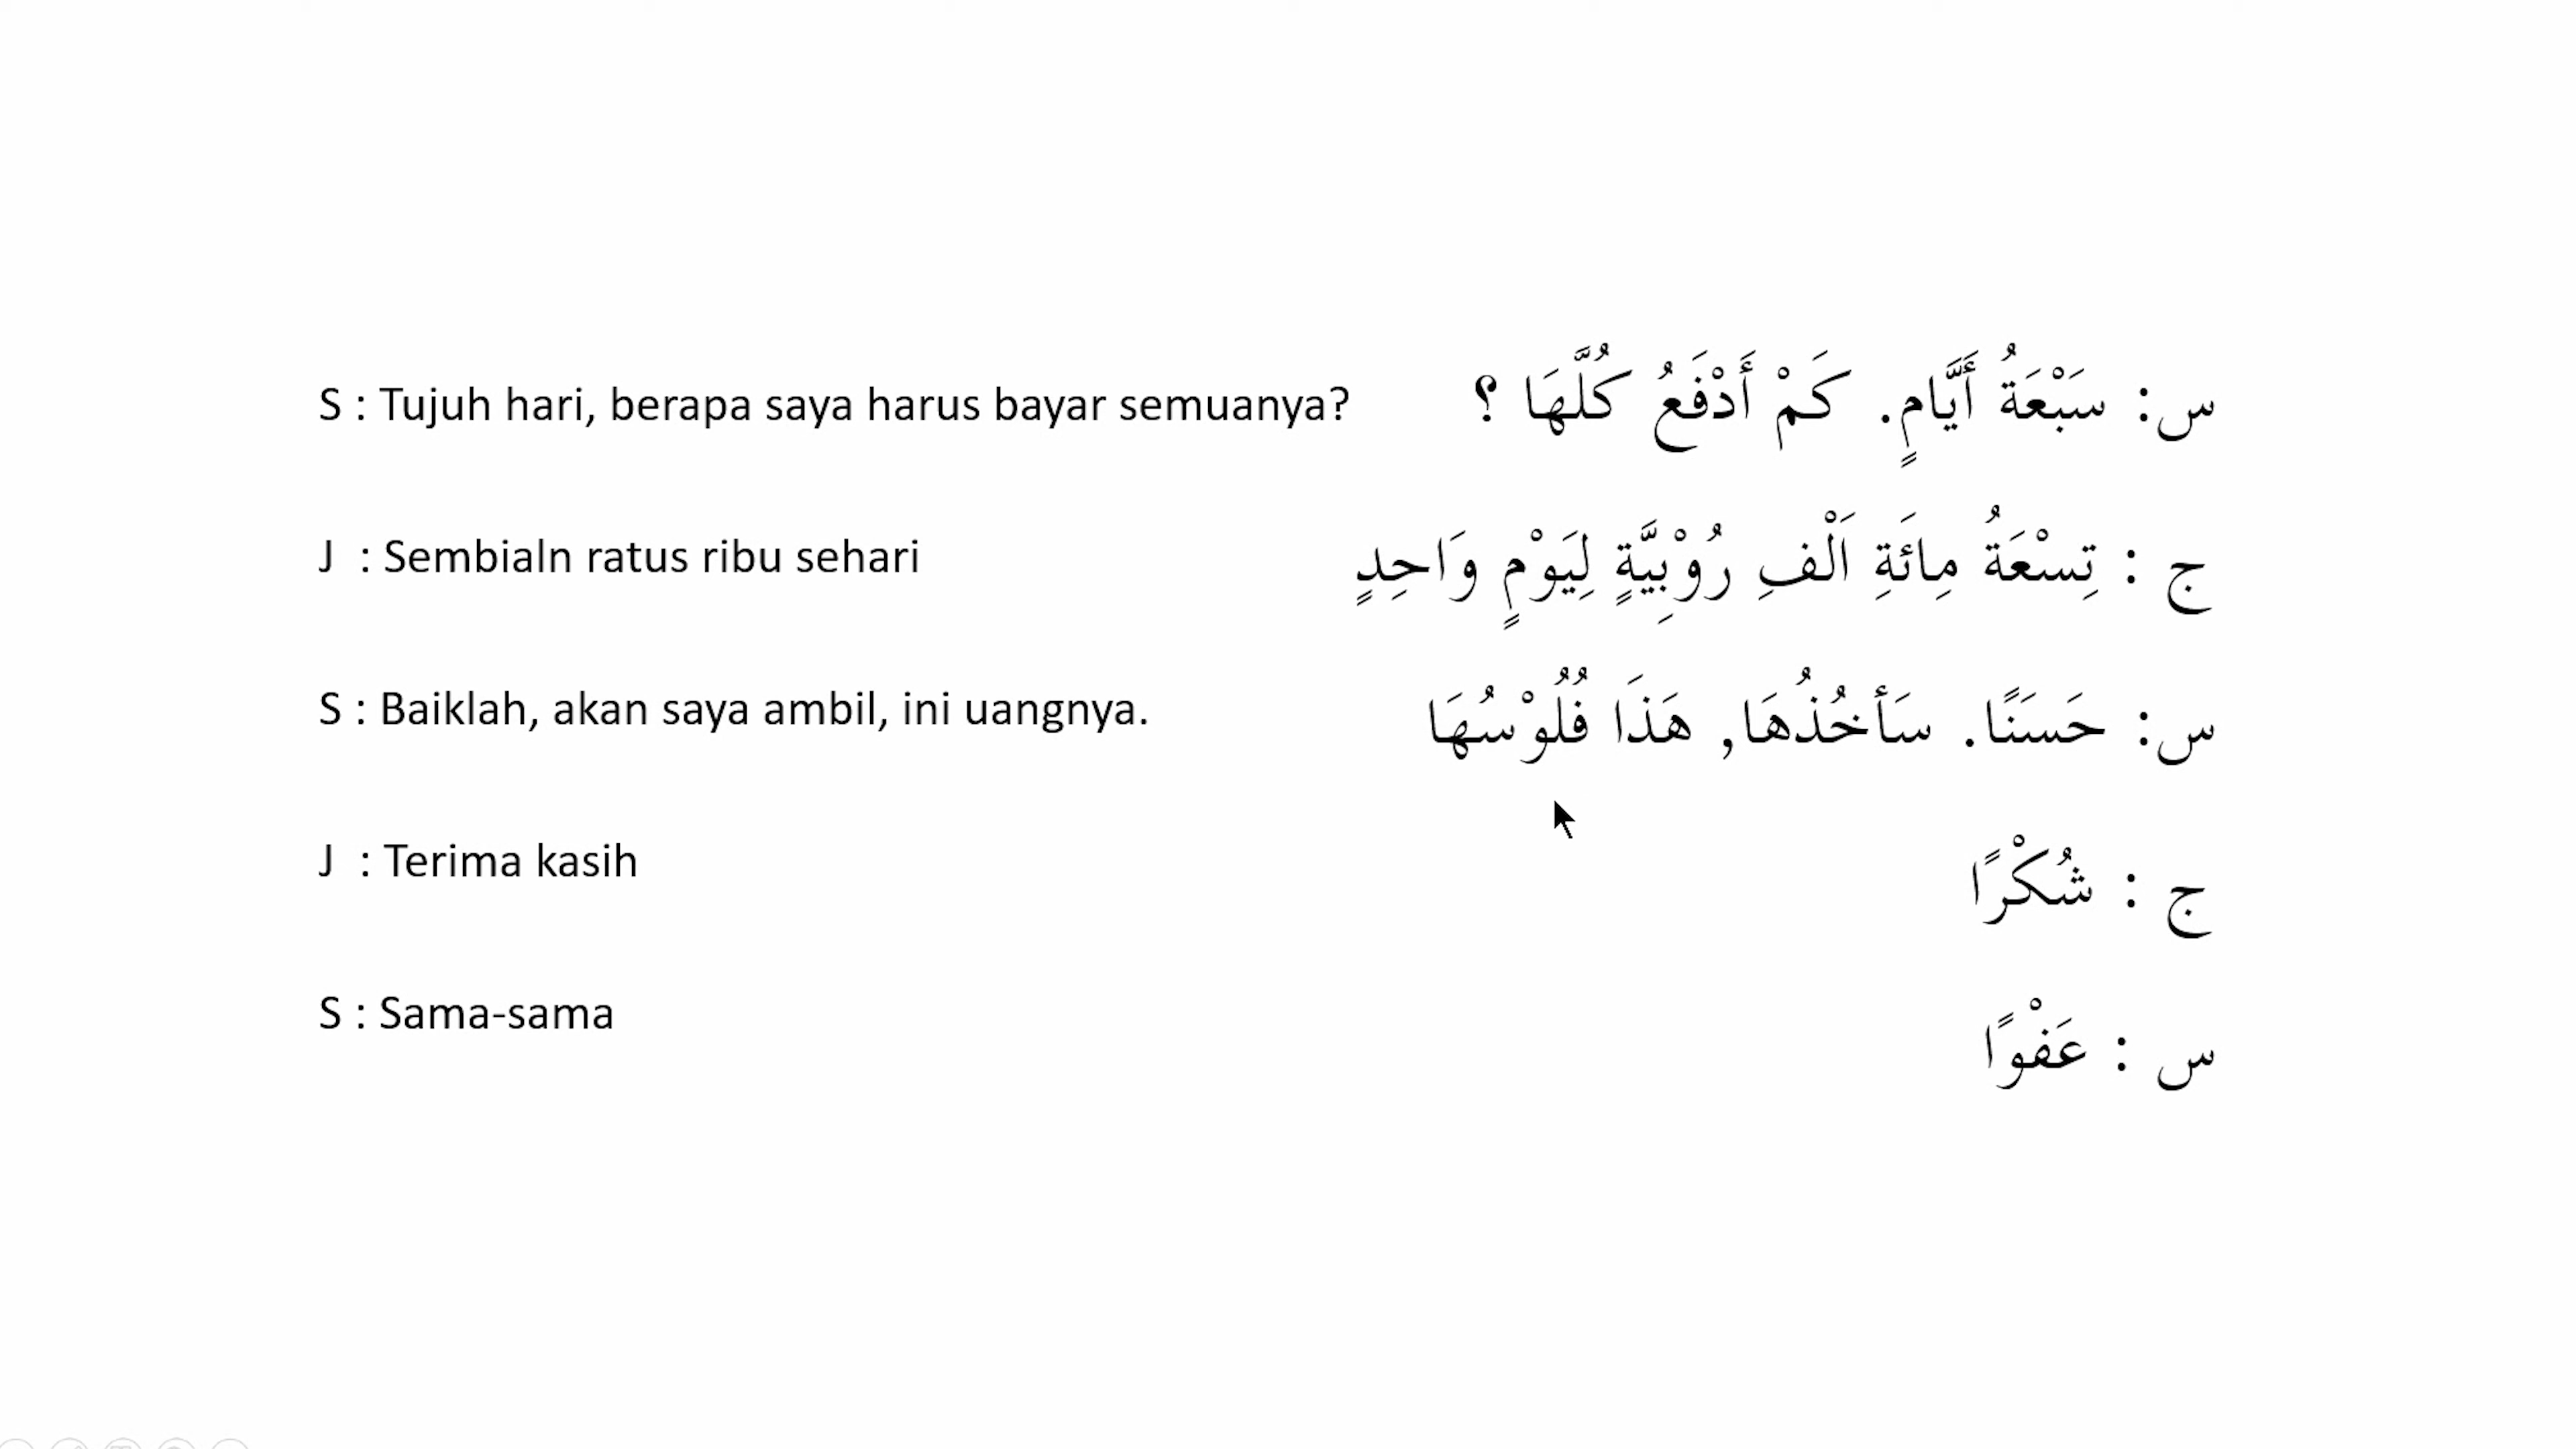 S : Tujuh hari, berapa saya harus bayar semuanya?
س: سَبْعَةُ أَيَّامٍ. كَمْ أَدْفَعُ كُلَّهَا ؟
J : Sembialn ratus ribu sehari
ج : تِسْعَةُ مِائَةِ اَلْفِ رُوْبِيَّةٍ لِيَوْمٍ وَاحِدٍ
S : Baiklah, akan saya ambil, ini uangnya.
س: حَسَنًا. سَأَخُذُهَا, هَذَا فُلُوْسُهَا
J : Terima kasih
ج : شُكْرًا
S : Sama-sama
س : عَفْوًا